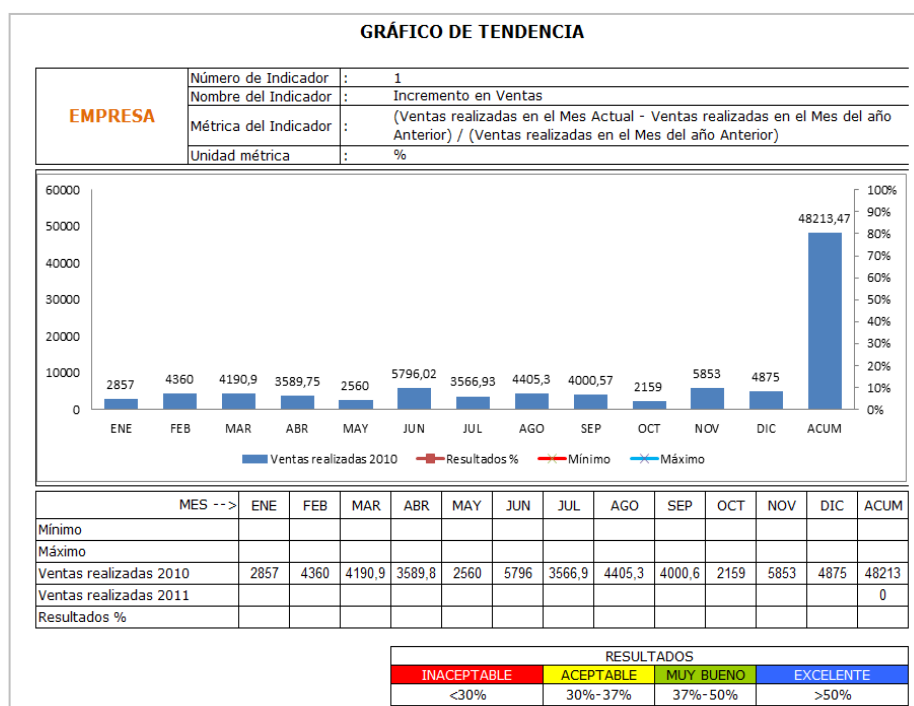 GRÁFICO DE TENDENCIA
EMPRESA
Número de Indicador : 1
Nombre del Indicador : Incremento en Ventas
Métrica del Indicador : (Ventas realizadas en el Mes Actual - Ventas realizadas en el Mes del año
Anterior) / (Ventas realizadas en el Mes del año Anterior)
Unidad métrica : %
60000 100%
90%
50000
80%
40000
70%
60%
30000
50%
40%
20000
30%
10000
20%
10%
0 0%
2857 4360 4190,9 3589,75 2560 5796,02 3566,93 4405,3 4000,57 2159 5853 4875 48213,47
ENE FEB MAR ABR MAY JUN JUL AGO SEP OCT NOV DIC ACUM
Ventas realizadas 2010 Resultados % Mínimo Máximo
MES --> ENE FEB MAR ABR MAY JUN JUL AGO SEP OCT NOV DIC ACUM
Mínimo
Máximo
Ventas realizadas 2010 2857 4360 4190,9 3589,8 2560 5796 3566,9 4405,3 4000,6 2159 5853 4875 48213
Ventas realizadas 2011 0
Resultados %
RESULTADOS
INACEPTABLE ACEPTABLE MUY BUENO EXCELENTE
<30% 30%-37% 37%-50% >50%